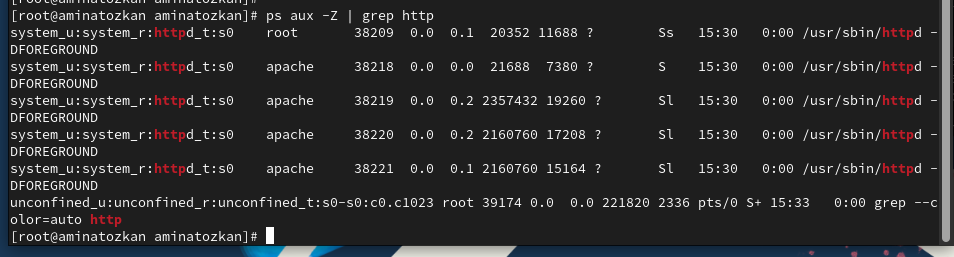 [root@aminatozkan aminatozkan]# ps aux -Z | grep http
system_u:system_r:httpd_t:s0    root       38209  0.0  0.1  20352 11688 ?        Ss   15:30   0:00 /usr/sbin/httpd -
DFOREGROUND
system_u:system_r:httpd_t:s0    apache     38218  0.0  0.0  21688  7380 ?        S    15:30   0:00 /usr/sbin/httpd -
DFOREGROUND
system_u:system_r:httpd_t:s0    apache     38219  0.0  0.2 2357432 19260 ?       Sl   15:30   0:00 /usr/sbin/httpd -
DFOREGROUND
system_u:system_r:httpd_t:s0    apache     38220  0.0  0.2 2160760 17208 ?       Sl   15:30   0:00 /usr/sbin/httpd -
DFOREGROUND
system_u:system_r:httpd_t:s0    apache     38221  0.0  0.1 2160760 15164 ?       Sl   15:30   0:00 /usr/sbin/httpd -
DFOREGROUND
unconfined_u:unconfined_r:unconfined_t:s0-s0:c0.c1023 root 39174 0.0  0.0 221820 2336 pts/0 S+ 15:33   0:00 grep --c
olor=auto http
[root@aminatozkan aminatozkan]#